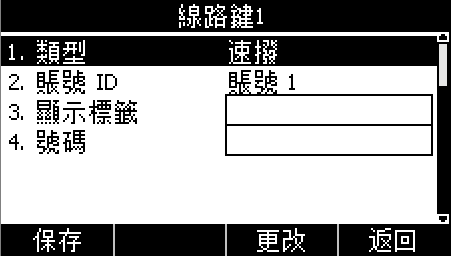 線路鍵1
1. 類型 速撥
2. 賬號 ID 賬號 1
3. 顯示標籤
4. 號碼
保存 更改 返回